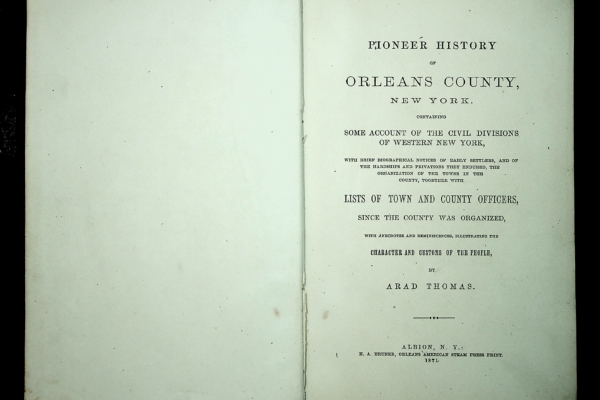 PIONEER HISTORY
OF
ORLEANS COUNTY,
NEW YORK.
CONTAINING
SOME ACCOUNT OF THE CIVIL DIVISIONS
OF WESTERN NEW YORK,
WITH BRIEF BIOGRAPHICAL NOTICES OF EARLY SETTLERS, AND OF
THE HARDSHIPS AND PRIVATIONS THEY ENDURED, THE
ORGANIZATION OF THE TOWNS IN THE
COUNTY, TOGETHER WITH
LISTS OF TOWN AND COUNTY OFFICERS,
SINCE THE COUNTY WAS ORGANIZED,
WITH ANECDOTES AND REMINISCENCES, ILLUSTRATING THE
CHARACTER AND CUSTOMS OF THE PEOPLE,
BY
ARAD THOMAS.
ALBION, N. Y.:
H. A. BRUNER, ORLEANS AMERICAN STEAM PRESS PRINT.
1871.